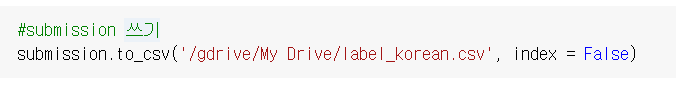 #submission 쓰기
submission.to_csv('/gdrive/My Drive/label_korean.csv', index = False)